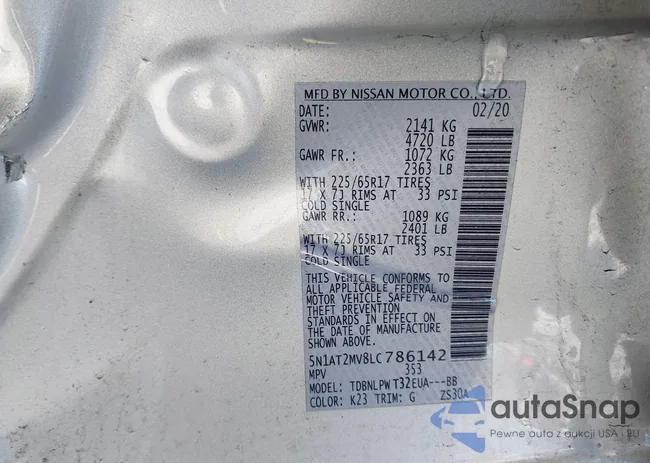 MFD BY NISSAN MOTOR CO., LTD.
DATE: 02/20
GVWR: 2141 KG
4720 LB
GAWR FR.: 1072 KG
2363 LB
WITH 225/65R17 TIRES
17 X 7J RIMS AT 33 PSI
COLD SINGLE
GAWR RR.: 1089 KG
2401 LB
WITH 225/65R17 TIRES
17 X 7J RIMS AT 33 PSI
COLD SINGLE
THIS VEHICLE CONFORMS TO
ALL APPLICABLE FEDERAL
MOTOR VEHICLE SAFETY AND
THEFT PREVENTION
STANDARDS IN EFFECT ON
THE DATE OF MANUFACTURE
SHOWN ABOVE.
5N1AT2MV8LC786142
MPV 353
MODEL: TDBNLPWT32EUA---BB
COLOR: K23 TRIM: G ZS30A
autoSnap
Pewne auto z aukcji USA - EU